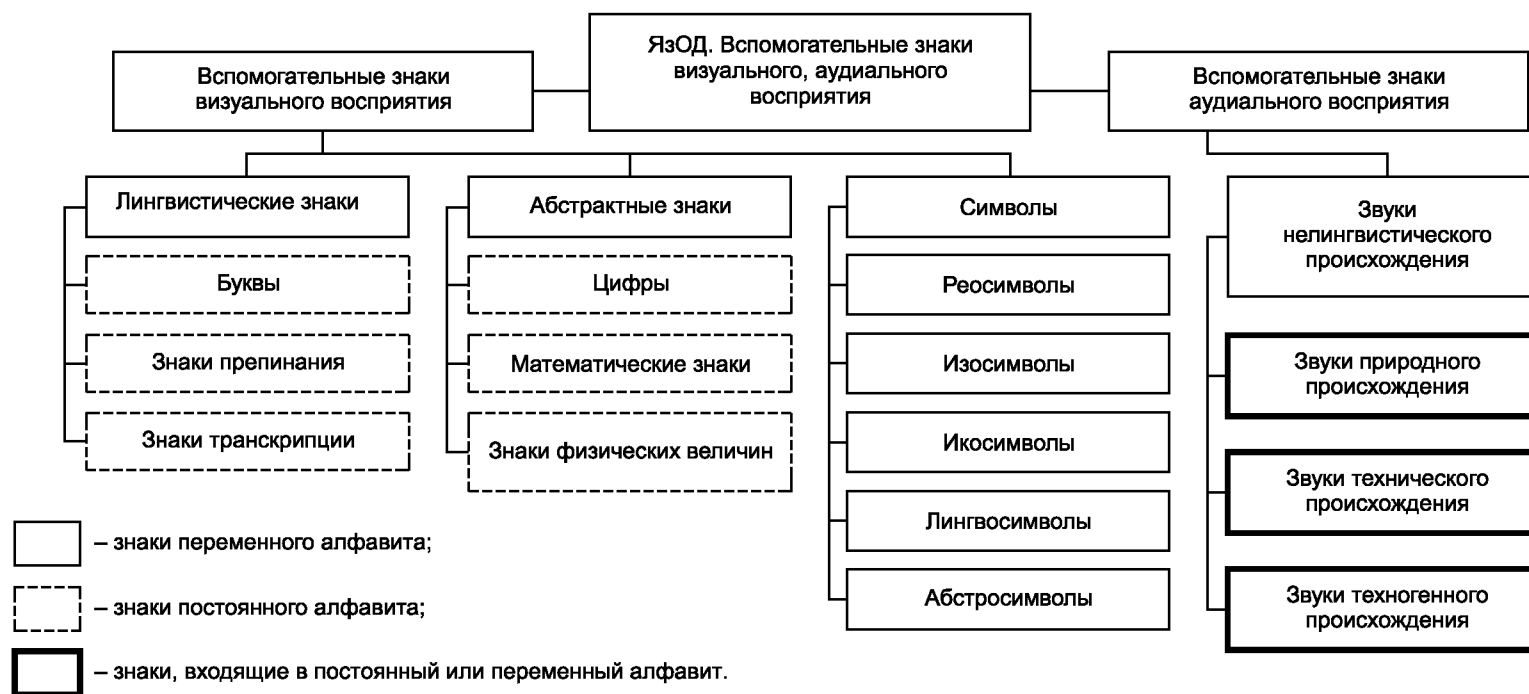 ЯзОД. Вспомогательные знаки
визуального, аудиального
восприятия
Вспомогательные знаки
визуального восприятия
Вспомогательные знаки
аудиального восприятия
Лингвистические знаки
Буквы
Знаки препинания
Знаки транскрипции
Абстрактные знаки
Цифры
Математические знаки
Знаки физических величин
Символы
Реосимволы
Изосимволы
Икосимволы
Лингвосимволы
Абстросимволы
Звуки
нелингвистического
происхождения
Звуки природного
происхождения
Звуки технического
происхождения
Звуки техногенного
происхождения
– знаки переменного алфавита;
– знаки постоянного алфавита;
– знаки, входящие в постоянный или переменный алфавит.